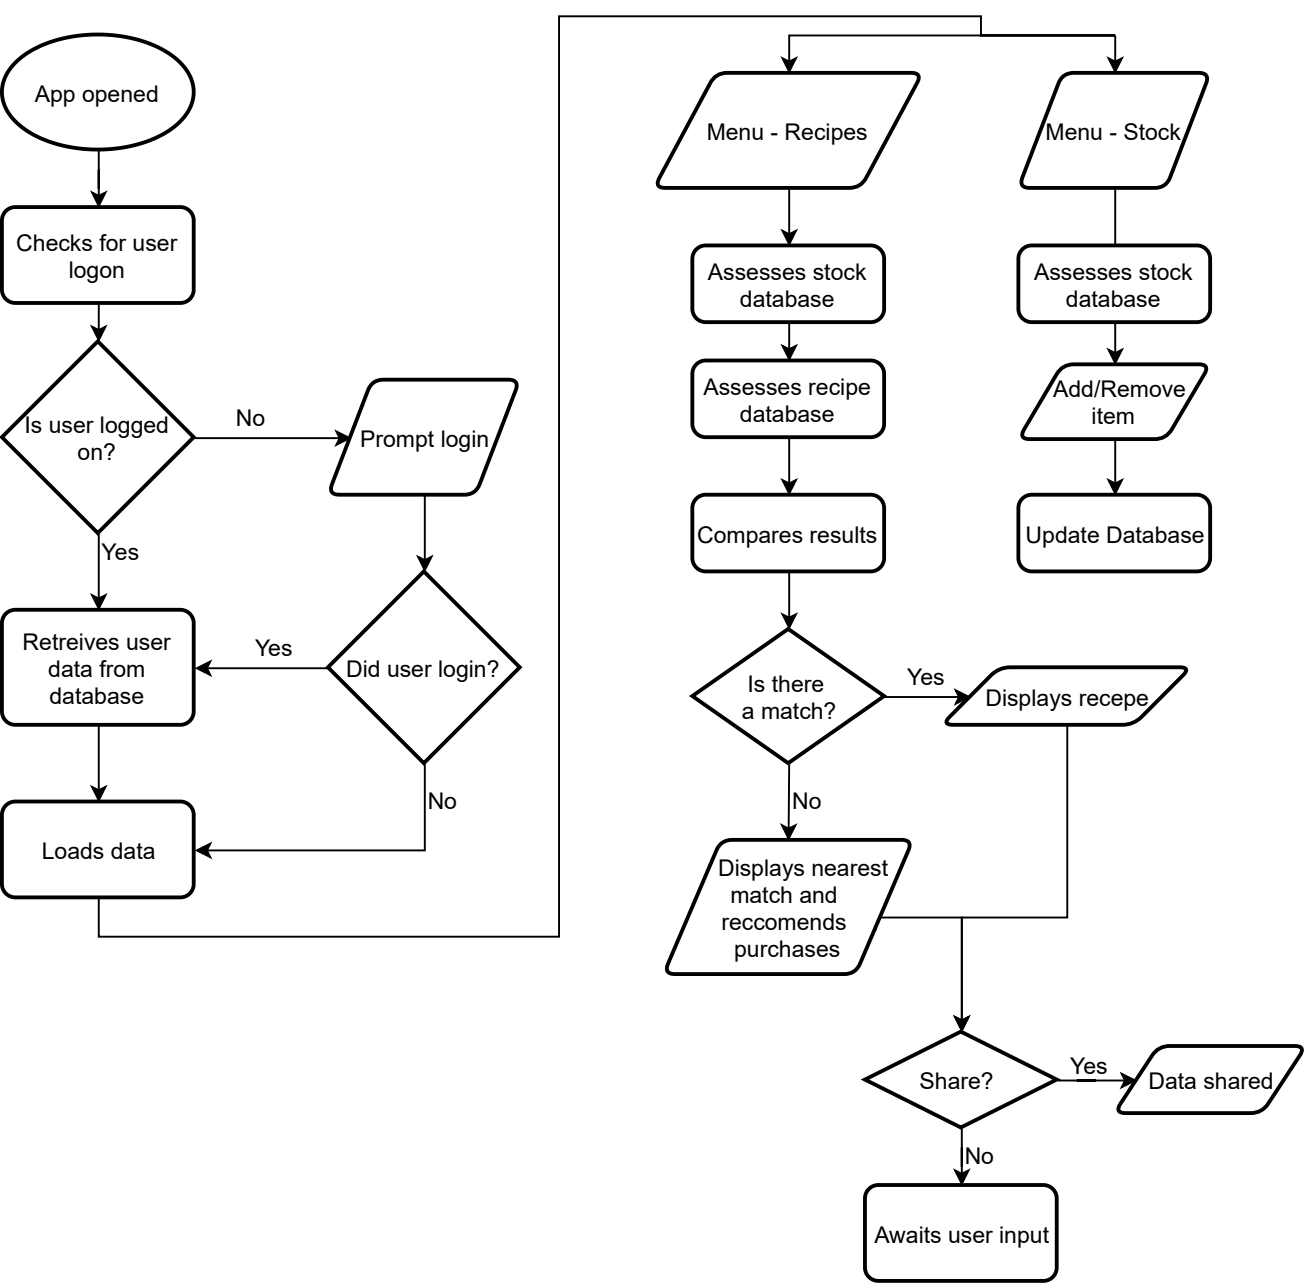 App opened
Checks for user
logon
Is user logged
on?
No
Prompt login
Yes
Retreives user
data from
database
Yes
Did user login?
No
Loads data
Menu - Recipes
Assesses stock
database
Assesses recipe
database
Compares results
Is there
a match?
Yes
Displays recepe
No
Displays nearest
match and
reccomends
purchases
Menu - Stock
Assesses stock
database
Add/Remove
item
Update Database
Share?
Yes
Data shared
No
Awaits user input